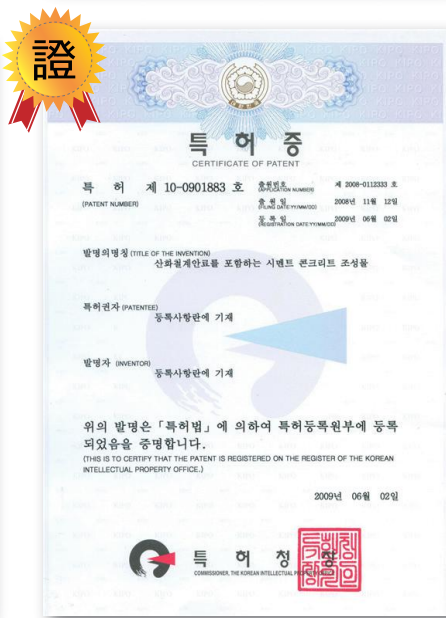 證
특허증
CERTIFICATE OF PATENT
특 허 제 10-0901883 호
(PATENT NUMBER)
출원번호 제 2008-0112333 호
(APPLICATION NUMBER)
출원일 2008년 11월 12일
(FILING DATE:YY/MM/DD)
등록일 2009년 06월 02일
(REGISTRATION DATE:YY/MM/DD)
발명의명칭 (TITLE OF THE INVENTION)
산화철계안료를 포함하는 시멘트 콘크리트 조성물
특허권자 (PATENTEE)
등록사항란에 기재
발명자 (INVENTOR)
등록사항란에 기재
위의 발명은 「특허법」에 의하여 특허등록원부에 등록
되었음을 증명합니다.
(THIS IS TO CERTIFY THAT THE PATENT IS REGISTERED ON THE REGISTER OF THE KOREAN
INTELLECTUAL PROPERTY OFFICE.)
2009년 06월 02일
특 허 청 장
COMMISSIONER, THE KOREAN INTELLECTUAL